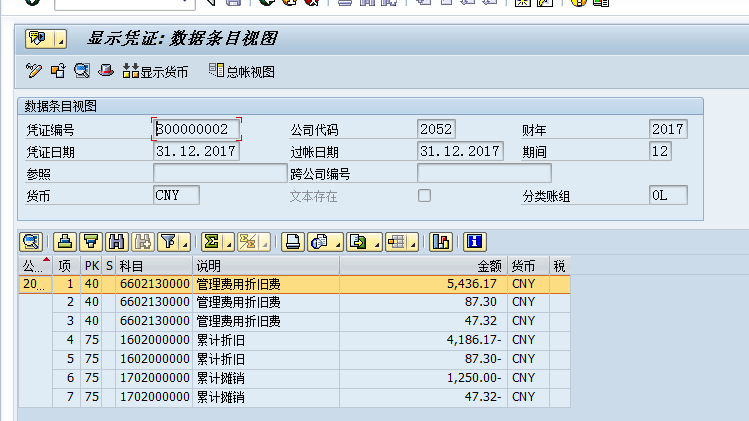 显示凭证:数据条目视图
显示货币 总帐视图
数据条目视图
凭证编号 300000002 公司代码 2052 财年 2017
凭证日期 31.12.2017 过帐日期 31.12.2017 期间 12
参照 跨公司编号
货币 CNY 文本存在 分类账组 0L
公... 项 PK S 科目 说明 金额 货币 税
20... 1 40 6602130000 管理费用折旧费 5,436.17 CNY
2 40 6602130000 管理费用折旧费 87.30 CNY
3 40 6602130000 管理费用折旧费 47.32 CNY
4 75 1602000000 累计折旧 4,186.17- CNY
5 75 1602000000 累计折旧 87.30- CNY
6 75 1702000000 累计摊销 1,250.00- CNY
7 75 1702000000 累计摊销 47.32- CNY